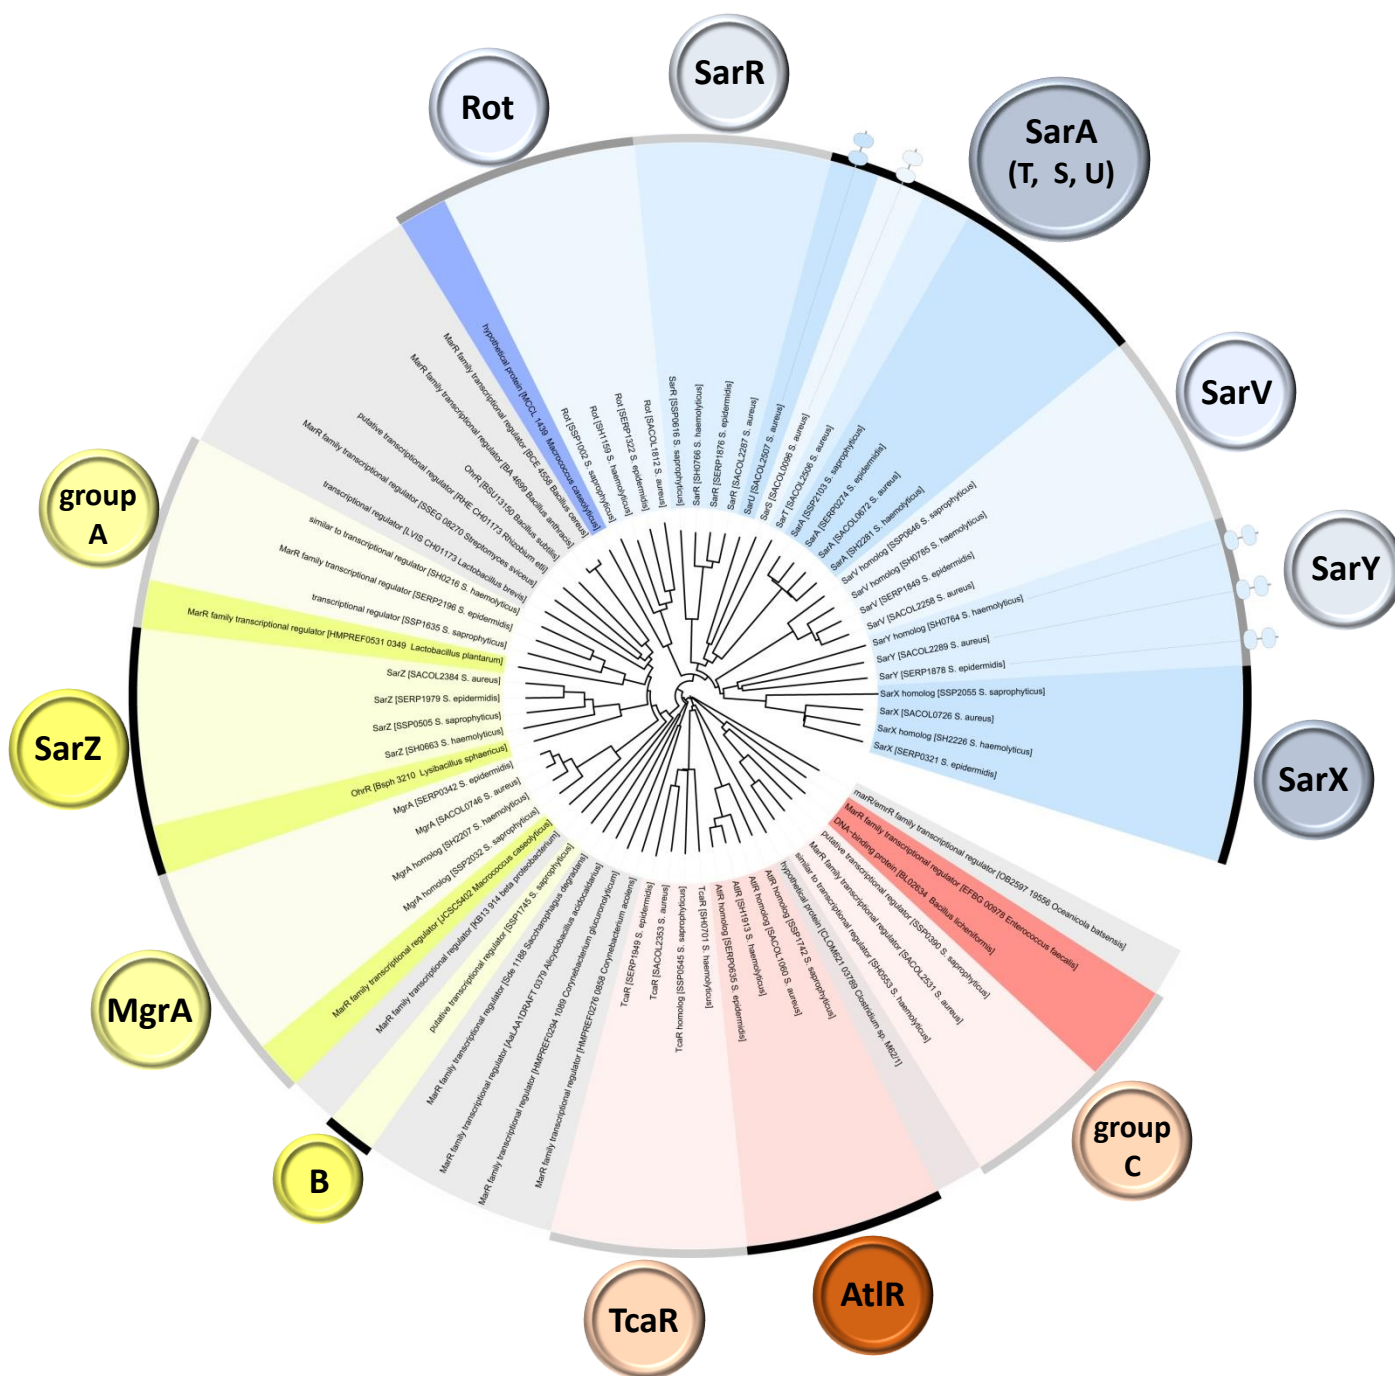 SarR
Rot
SarA
(T, S, U)
SarV
SarY
SarX
group
C
AtlR
TcaR
B
MgrA
SarZ
group
A
hypothetical protein [MCCL 1439 Macrococcus caseolyticus]
Rot [SSP1002 S. saprophyticus]
Rot [SH1159 S. haemolyticus]
Rot [SERP1322 S. epidermidis]
Rot [SACOL1812 S. aureus]
SarR [SSP0616 S. saprophyticus]
SarR [SH0766 S. haemolyticus]
SarR [SERP1876 S. epidermidis]
SarR [SACOL2287 S. aureus]
SarU [SACOL2507 S. aureus]
SarS [SACOL0096 S. aureus]
SarT [SACOL2506 S. aureus]
SarA [SSP2103 S. saprophyticus]
SarA [SERP0274 S. epidermidis]
SarA [SACOL0672 S. aureus]
SarA [SH2281 S. haemolyticus]
SarV homolog [SSP0646 S. saprophyticus]
SarV homolog [SH0785 S. haemolyticus]
SarV [SERP1849 S. epidermidis]
SarV [SACOL2258 S. aureus]
SarY homolog [SH0764 S. haemolyticus]
SarY [SACOL2289 S. aureus]
SarY [SERP1878 S. epidermidis]
SarX homolog [SSP2055 S. saprophyticus]
SarX [SACOL0726 S. aureus]
SarX homolog [SH2226 S. haemolyticus]
SarX [SERP0321 S. epidermidis]
marR/emrR family transcriptional regulator [OB2597 19556 Oceanicola batsensis]
MarR family transcriptional regulator [EFBG 00978 Enterococcus faecalis]
DNA-binding protein [BL02634 Bacillus licheniformis]
putative transcriptional regulator [SSP0390 S. saprophyticus]
MarR family transcriptional regulator [SACOL2531 S. aureus]
similar to transcriptional regulator [SH0553 S. haemolyticus]
hypothetical protein [CLOM621 03789 Clostridium sp. M62/1]
AtlR homolog [SSP1742 S. saprophyticus]
AtlR homolog [SACOL1060 S. aureus]
AtlR [SH1913 S. haemolyticus]
AtlR homolog [SERP0635 S. epidermidis]
TcaR [SH0701 S. haemolyticus]
TcaR homolog [SSP0545 S. saprophyticus]
TcaR [SACOL2353 S. aureus]
TcaR [SERP1949 S. epidermidis]
MarR family transcriptional regulator [HMPREF0276 0858 Corynebacterium accolens]
MarR family transcriptional regulator [HMPREF0294 1089 Corynebacterium glucuronolyticum]
MarR family transcriptional regulator [AaLAA1DRAFT 0379 Alicyclobacillus acidocaldarius]
MarR family transcriptional regulator [Sde 1188 Saccharophagus degradans]
putative transcriptional regulator [SSP1745 S. saprophyticus]
MarR family transcriptional regulator [KB13 914 beta proteobacterium]
MarR family transcriptional regulator [JCSC5402 Macrococcus caseolyticus]
MgrA homolog [SSP2032 S. saprophyticus]
MgrA homolog [SH2207 S. haemolyticus]
MgrA [SACOL0746 S. aureus]
MgrA [SERP0342 S. epidermidis]
OhrR [Bsph 3210 Lysibacillus sphaericus]
SarZ [SH0663 S. haemolyticus]
SarZ [SSP0505 S. saprophyticus]
SarZ [SERP1979 S. epidermidis]
SarZ [SACOL2384 S. aureus]
MarR family transcriptional regulator [HMPREF0531 0349 Lactobacillus plantarum]
transcriptional regulator [SSP1635 S. saprophyticus]
MarR family transcriptional regulator [SERP2196 S. epidermidis]
similar to transcriptional regulator [SH0216 S. haemolyticus]
transcriptional regulator [LVIS CH01173 Lactobacillus brevis]
MarR family transcriptional regulator [SSEG 08270 Streptomyces sviceus]
putative transcriptional regulator [RHE CH01173 Rhizobium etli]
OhrR [BSU13150 Bacillus subtilis]
MarR family transcriptional regulator [BA 4699 Bacillus anthracis]
MarR family transcriptional regulator [BCE 4558 Bacillus cereus]